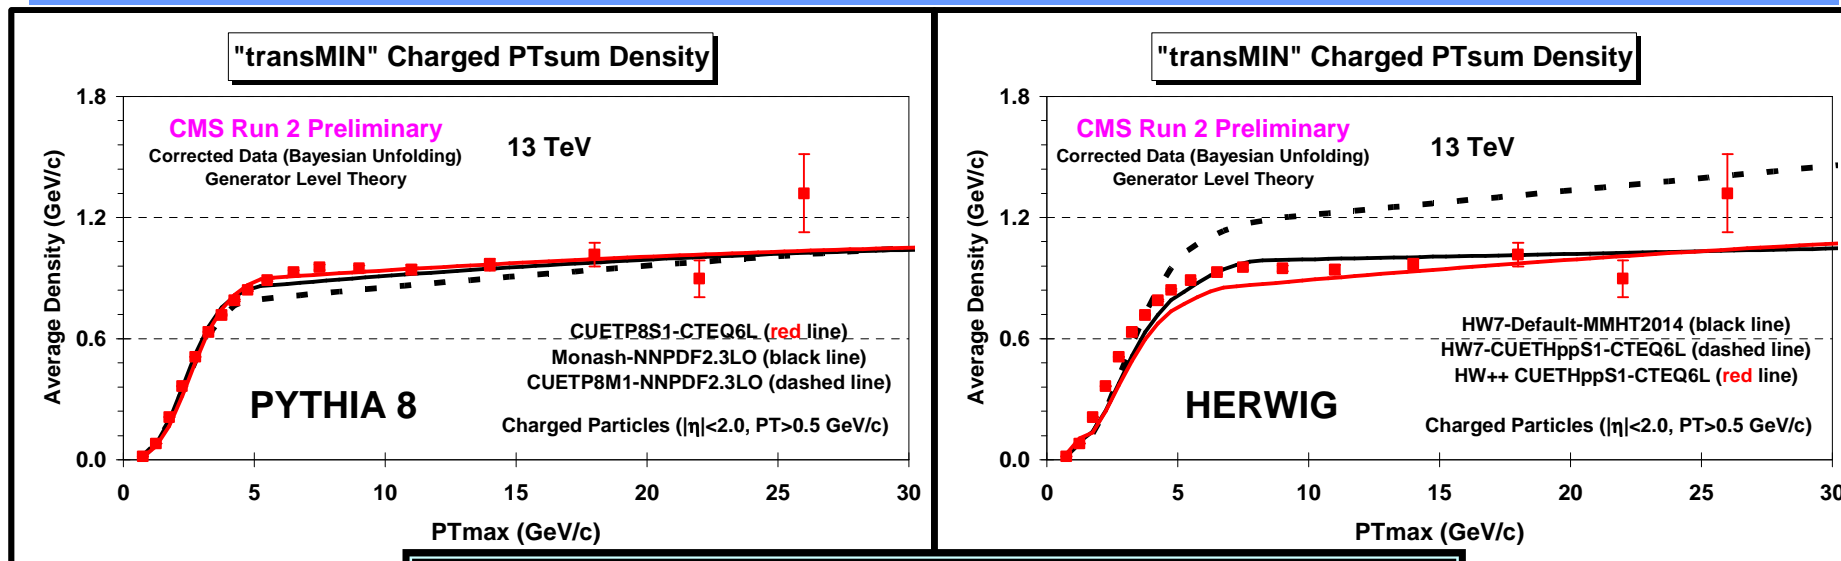 "transMIN" Charged PTsum Density
1.8
1.2
0.6
0.0
Average Density (GeV/c)
CMS Run 2 Preliminary
Corrected Data (Bayesian Unfolding)
Generator Level Theory
13 TeV
CUETP8S1-CTEQ6L (red line)
Monash-NNPDF2.3LO (black line)
CUETP8M1-NNPDF2.3LO (dashed line)
PYTHIA 8
Charged Particles (|η|<2.0, PT>0.5 GeV/c)
0 5 10 15 20 25 30
PTmax (GeV/c)
"transMIN" Charged PTsum Density
1.8
1.2
0.6
0.0
Average Density (GeV/c)
CMS Run 2 Preliminary
Corrected Data (Bayesian Unfolding)
Generator Level Theory
13 TeV
HW7-Default-MMHT2014 (black line)
HW7-CUETHppS1-CTEQ6L (dashed line)
HW++ CUETHppS1-CTEQ6L (red line)
HERWIG
Charged Particles (|η|<2.0, PT>0.5 GeV/c)
0 5 10 15 20 25 30
PTmax (GeV/c)